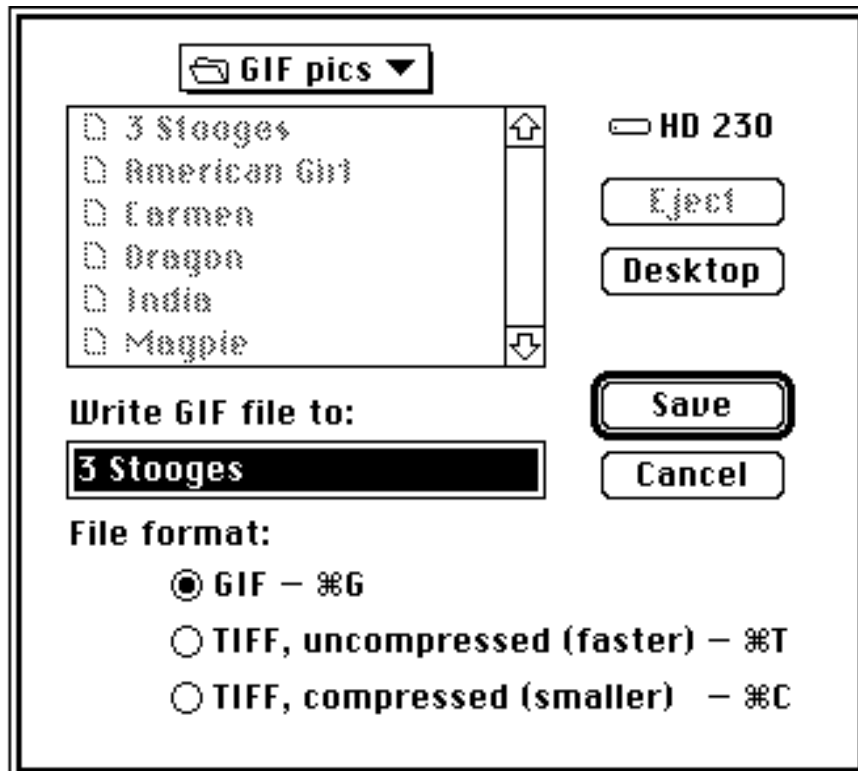 GIF pics
3 Stooges
American Girl
Carmen
Dragon
India
Magpie
HD 230
Eject
Desktop
Save
Cancel
Write GIF file to:
3 Stooges
File format:
GIF – ⌘G
TIFF, uncompressed (faster) – ⌘T
TIFF, compressed (smaller) – ⌘C